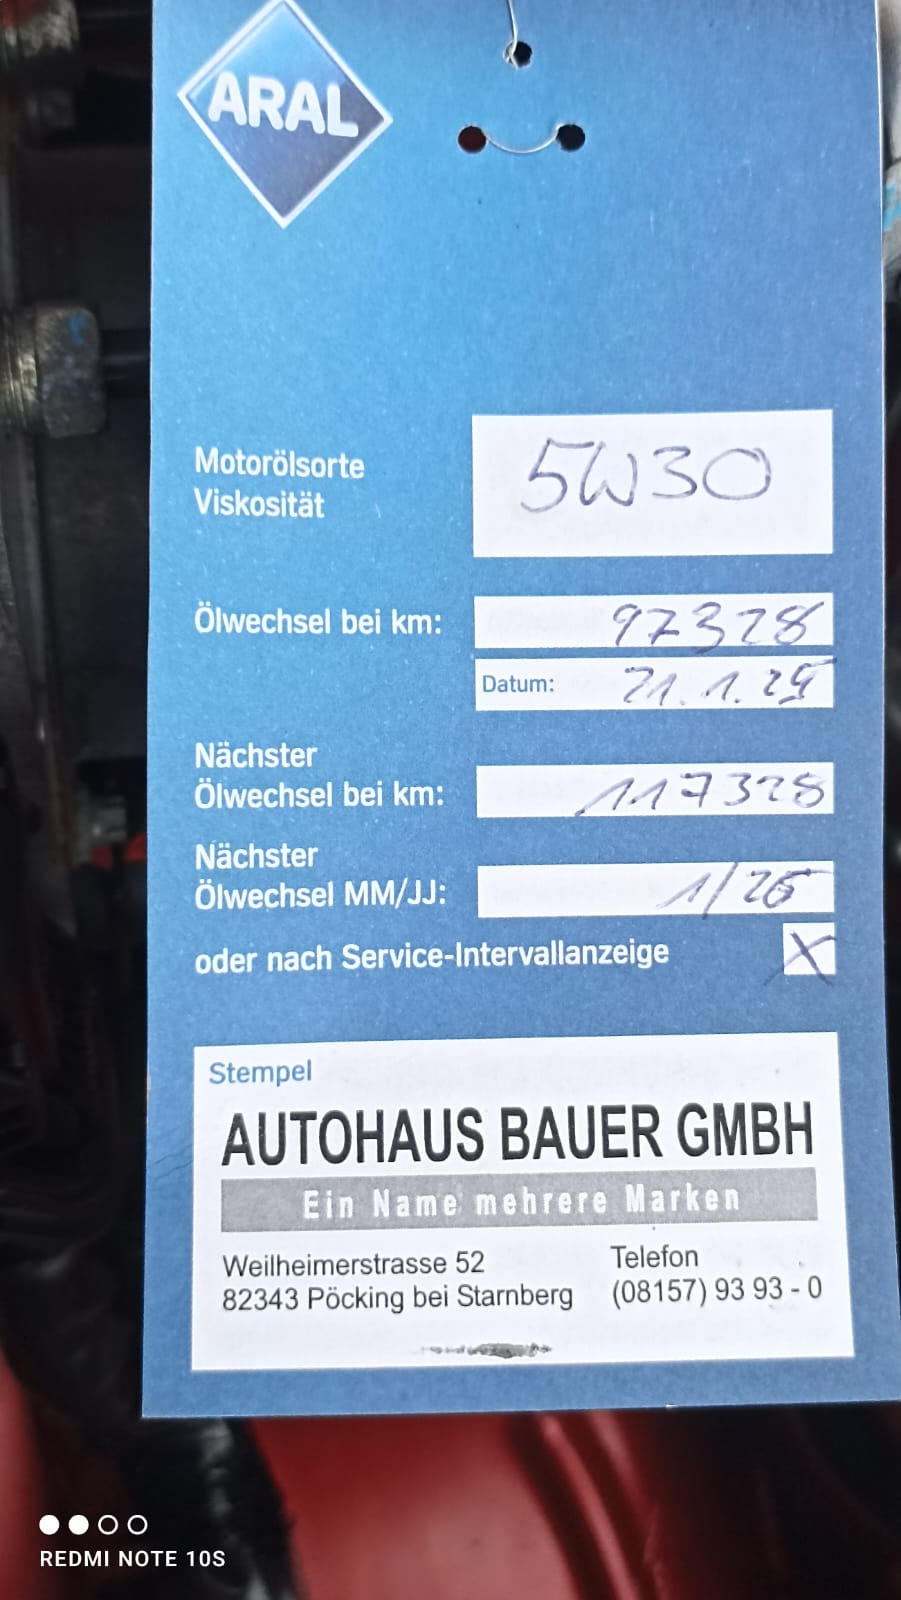 ARAL
Motorölsorte
Viskosität
5W30
Ölwechsel bei km: 97328
Datum: 21.1.25
Nächster
Ölwechsel bei km: 117328
Nächster
Ölwechsel MM/JJ: 1/26
oder nach Service-Intervallanzeige X
Stempel
AUTOHAUS BAUER GMBH
Ein Name mehrere Marken
Weilheimerstrasse 52 Telefon
82343 Pöcking bei Starnberg (08157) 93 93 - 0
REDMI NOTE 10S